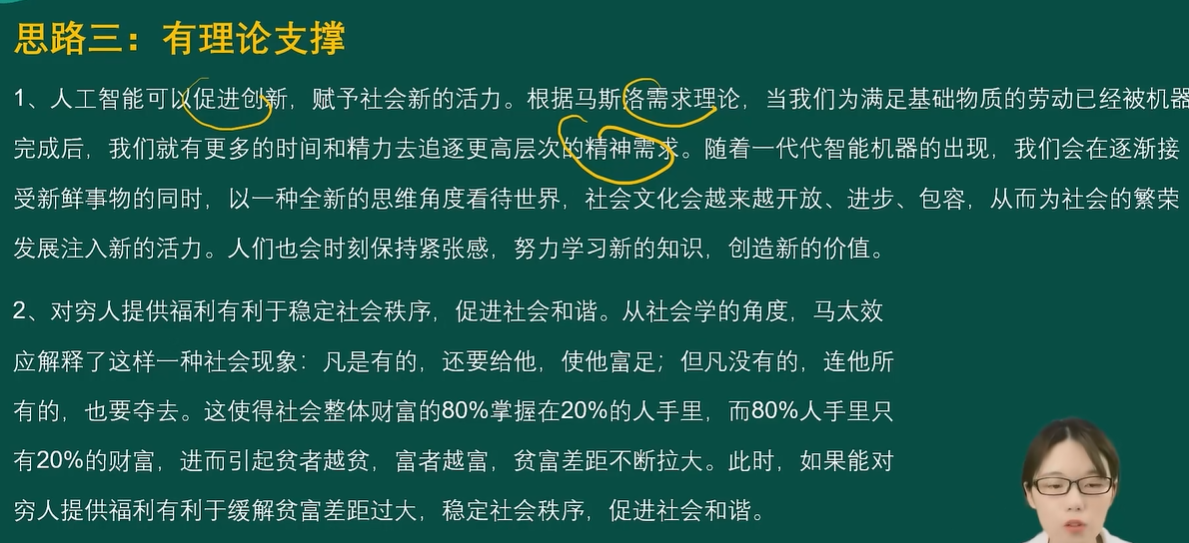 思路三：有理论支撑
1、人工智能可以促进创新，赋予社会新的活力。根据马斯洛需求理论，当我们为满足基础物质的劳动已经被机器
完成后，我们就有更多的时间和精力去追逐更高层次的精神需求。随着一代代智能机器的出现，我们会在逐渐接
受新鲜事物的同时，以一种全新的思维角度看待世界，社会文化会越来越开放、进步、包容，从而为社会的繁荣
发展注入新的活力。人们也会时刻保持紧张感，努力学习新的知识，创造新的价值。
2、对穷人提供福利有利于稳定社会秩序，促进社会和谐。从社会学的角度，马太效
应解释了这样一种社会现象：凡是有的，还要给他，使他富足；但凡没有的，连他所
有的，也要夺去。这使得社会整体财富的80%掌握在20%的人手里，而80%人手里只
有20%的财富，进而引起贫者越贫，富者越富，贫富差距不断拉大。此时，如果能对
穷人提供福利有利于缓解贫富差距过大，稳定社会秩序，促进社会和谐。